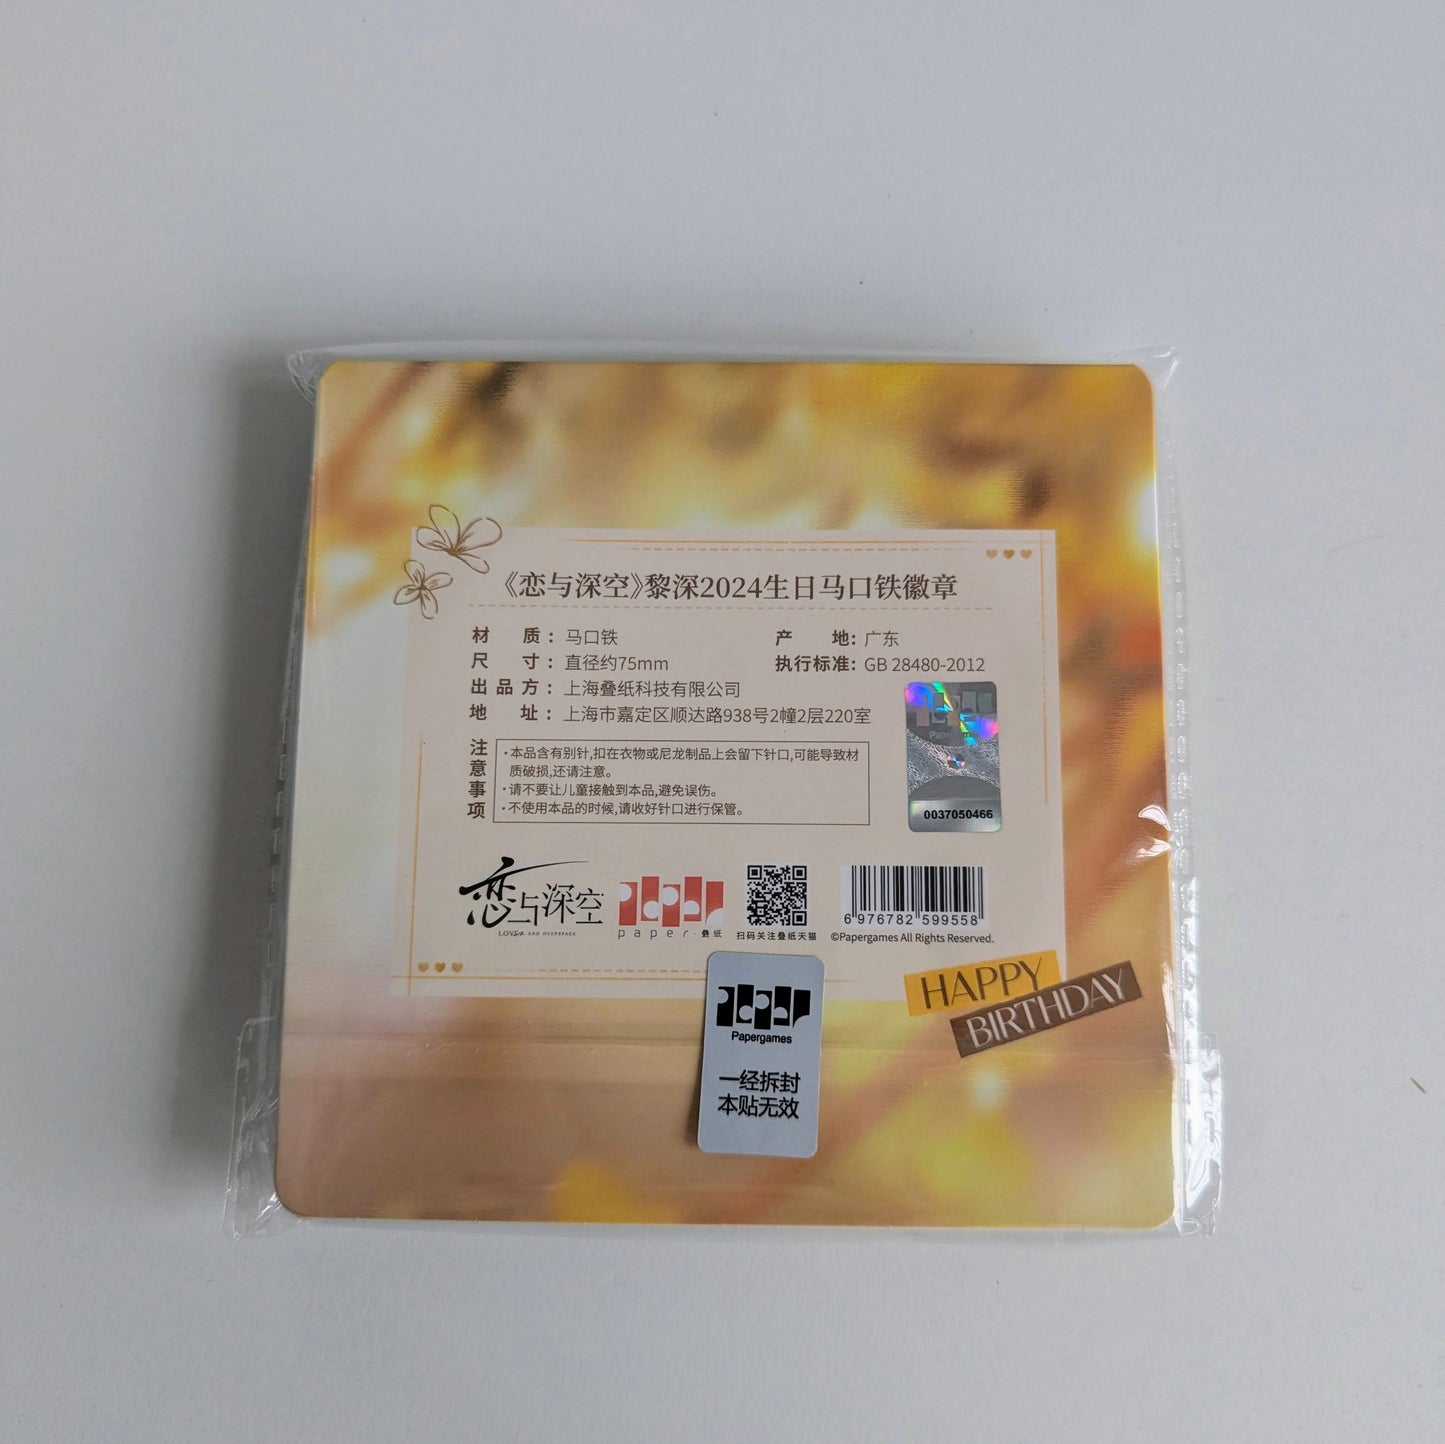 《恋与深空》黎深2024生日马口铁徽章
材 质：马口铁 产 地：广东
尺 寸：直径约75mm 执行标准：GB 28480-2012
出品方：上海叠纸科技有限公司
地 址：上海市嘉定区顺达路938号2幢2层220室
注意事项
·本品含有别针,扣在衣物或尼龙制品上会留下针口,可能导致材
质破损,还请注意。
·请不要让儿童接触到本品,避免误伤。
·不使用本品的时候,请收好针口进行保管。
Paper
0037050466
恋与深空
LOVE AND DEEPSPACE
paper
paper·叠纸
扫码关注叠纸天猫
6 976782 599558
©Papergames All Rights Reserved.
HAPPY
BIRTHDAY
paper
Papergames
一经拆封
本贴无效